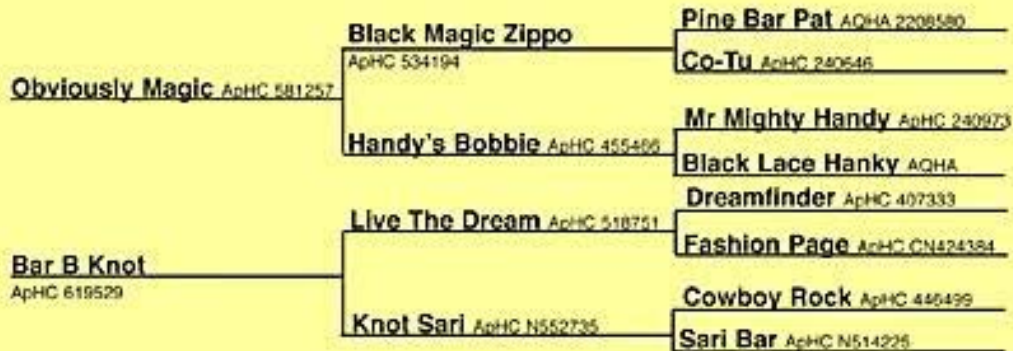 Pine Bar Pat AQHA 2208580
Black Magic Zippo
ApHC 534194
Co-Tu ApHC 240646
Obviously Magic ApHC 581257
Mr Mighty Handy ApHC 240973
Handy's Bobbie ApHC 455466
Black Lace Hanky AQHA
Dreamfinder ApHC 407333
Live The Dream ApHC 518751
Fashion Page ApHC CN424384
Bar B Knot
ApHC 619529
Cowboy Rock ApHC 446499
Knot Sari ApHC N552735
Sari Bar ApHC N514225